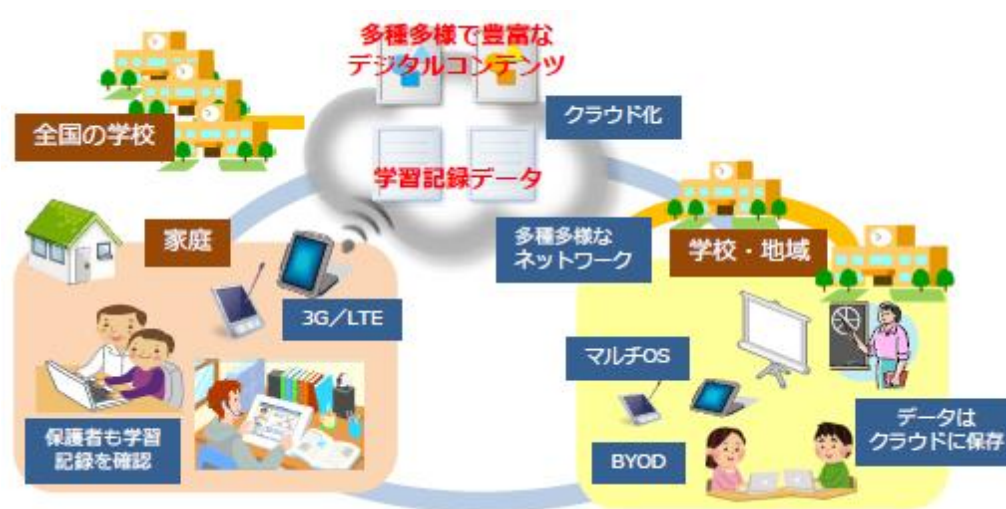 多種多様で豊富な
デジタルコンテンツ
クラウド化
全国の学校
学習記録データ
家庭
多種多様な
ネットワーク
学校・地域
3G/LTE
マルチOS
保護者も学習
記録を確認
BYOD
データは
クラウドに保存